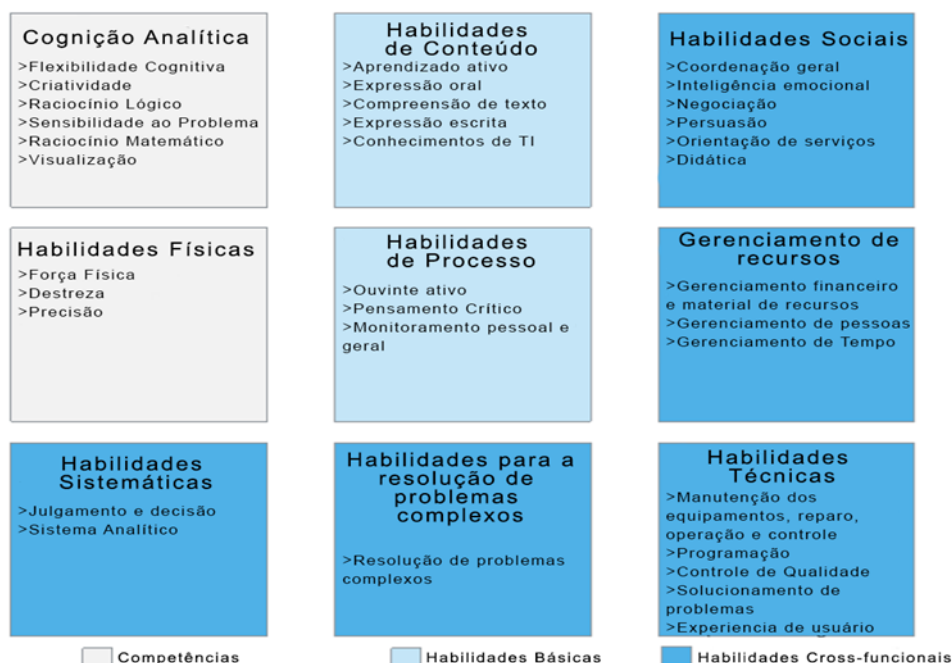 Cognição Analítica
>Flexibilidade Cognitiva
>Criatividade
>Raciocínio Lógico
>Sensibilidade ao Problema
>Raciocínio Matemático
>Visualização
Habilidades
de Conteúdo
>Aprendizado ativo
>Expressão oral
>Compreensão de texto
>Expressão escrita
>Conhecimentos de TI
Habilidades Sociais
>Coordenação geral
>Inteligência emocional
>Negociação
>Persuasão
>Orientação de serviços
>Didática
Habilidades Físicas
>Força Física
>Destreza
>Precisão
Habilidades
de Processo
>Ouvinte ativo
>Pensamento Crítico
>Monitoramento pessoal e
geral
Gerenciamento de
recursos
>Gerenciamento financeiro
e material de recursos
>Gerenciamento de pessoas
>Gerenciamento de Tempo
Habilidades
Sistemáticas
>Julgamento e decisão
>Sistema Analítico
Habilidades para a
resolução de
problemas
complexos
>Resolução de problemas
complexos
Habilidades
Técnicas
>Manutenção dos
equipamentos, reparo,
operação e controle
>Programação
>Controle de Qualidade
>Solucionamento de
problemas
>Experiencia de usuário
Competências
Habilidades Básicas
Habilidades Cross-funcionais